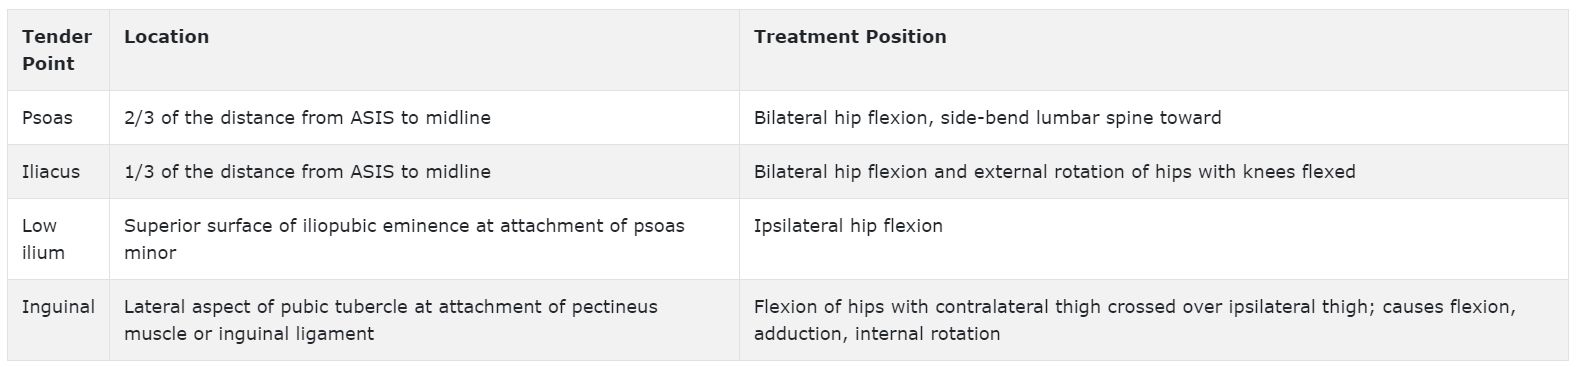 Tender Point	Location	Treatment Position
Psoas	2/3 of the distance from ASIS to midline	Bilateral hip flexion, side-bend lumbar spine toward
Iliacus	1/3 of the distance from ASIS to midline	Bilateral hip flexion and external rotation of hips with knees flexed
Low ilium	Superior surface of iliopubic eminence at attachment of psoas minor	Ipsilateral hip flexion
Inguinal	Lateral aspect of pubic tubercle at attachment of pectineus muscle or inguinal ligament	Flexion of hips with contralateral thigh crossed over ipsilateral thigh; causes flexion, adduction, internal rotation